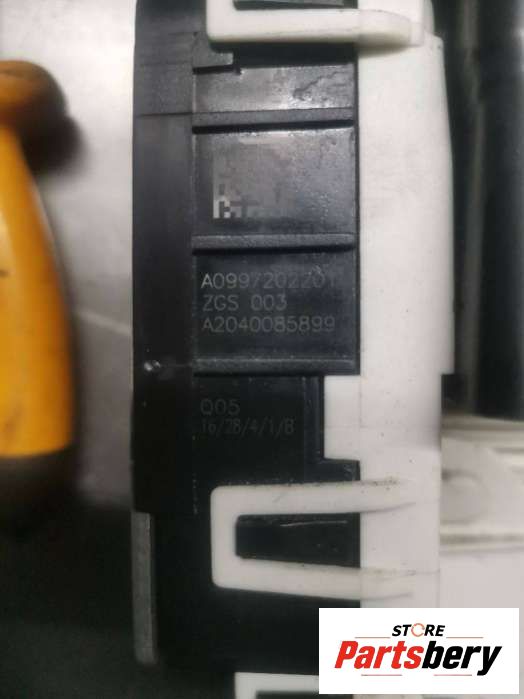 A0997202201
ZGS 003
A2040085899
Q05
16/28/4/1/B
STORE
Partsbery